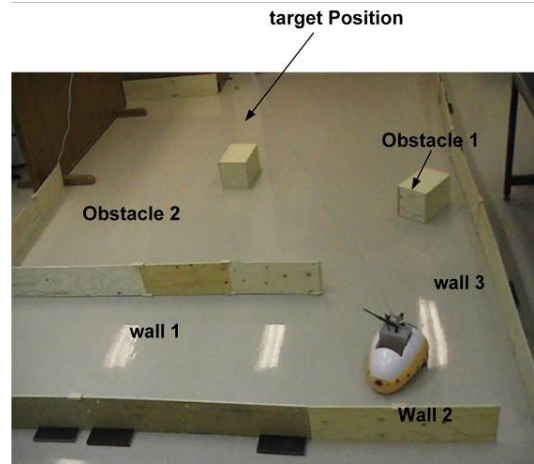 target Position
Obstacle 1
Obstacle 2
wall 3
wall 1
Wall 2